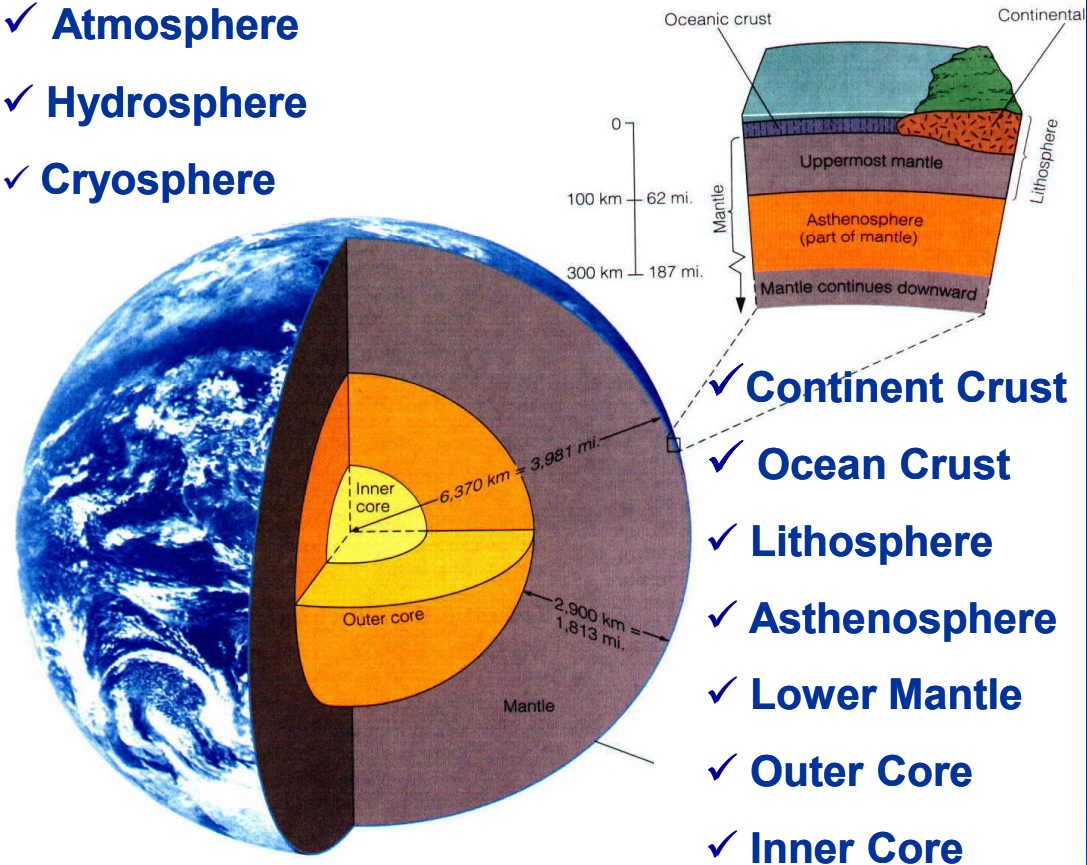 ✓ Atmosphere
✓ Hydrosphere
✓ Cryosphere
Oceanic crust
Continental
0
100 km
62 mi.
300 km
187 mi.
Mantle
Uppermost mantle
Lithosphere
Asthenosphere
(part of mantle)
Mantle continues downward
✓ Continent Crust
✓ Ocean Crust
✓ Lithosphere
✓ Asthenosphere
✓ Lower Mantle
✓ Outer Core
✓ Inner Core
Inner
core
6,370 km = 3,981 mi.
Outer core
2,900 km =
1,813 mi.
Mantle